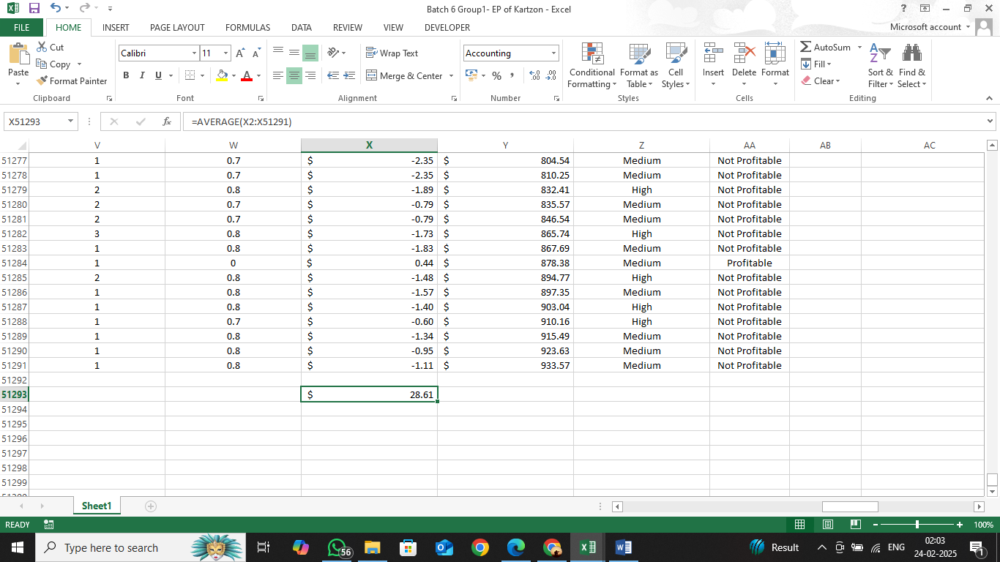 Batch 6 Group1- EP of Kartzon - Excel
?
FILE HOME INSERT PAGE LAYOUT FORMULAS DATA REVIEW VIEW DEVELOPER Microsoft account
Paste
Cut
Copy
Format Painter
Clipboard
Calibri 11 A A
B I U A
Font
Wrap Text
Merge & Center
Alignment
Accounting
% ,
Number
Conditional Formatting
Format as Table
Cell Styles
Styles
Insert Delete Format
Cells
AutoSum
Fill
Clear
Sort & Filter
Find & Select
Editing
X51293 fx =AVERAGE(X2:X51291)
V W X Y Z AA AB AC
51277 1 0.7 $ -2.35 $ 804.54 Medium Not Profitable
51278 1 0.7 $ -2.35 $ 810.25 Medium Not Profitable
51279 2 0.8 $ -1.89 $ 832.41 High Not Profitable
51280 2 0.7 $ -0.79 $ 835.57 Medium Not Profitable
51281 2 0.7 $ -0.79 $ 846.54 Medium Not Profitable
51282 3 0.8 $ -1.73 $ 865.74 High Not Profitable
51283 1 0.8 $ -1.83 $ 867.69 Medium Not Profitable
51284 1 0 $ 0.44 $ 878.38 Medium Profitable
51285 2 0.8 $ -1.48 $ 894.77 High Not Profitable
51286 1 0.8 $ -1.57 $ 897.35 Medium Not Profitable
51287 1 0.8 $ -1.40 $ 903.04 High Not Profitable
51288 1 0.7 $ -0.60 $ 910.16 High Not Profitable
51289 1 0.8 $ -1.34 $ 915.49 Medium Not Profitable
51290 1 0.8 $ -0.95 $ 923.63 Medium Not Profitable
51291 1 0.8 $ -1.11 $ 933.57 Medium Not Profitable
51292
51293 $ 28.61
51294
51295
51296
51297
51298
51299
Sheet1
READY 100%
Type here to search 56 Result ENG 02:03
24-02-2025 1